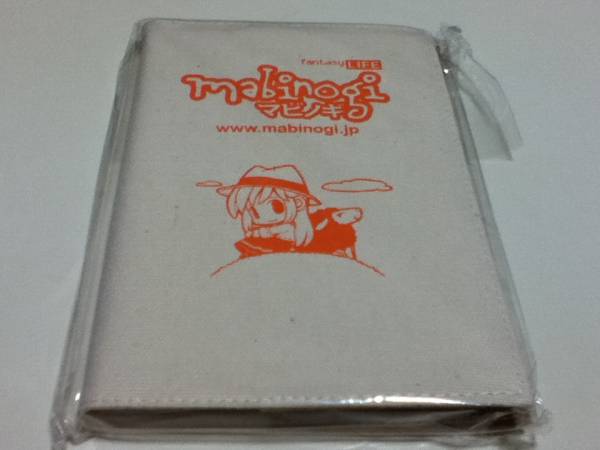 fantasy LIFE
mabinogi
マビノギ
www.mabinogi.jp